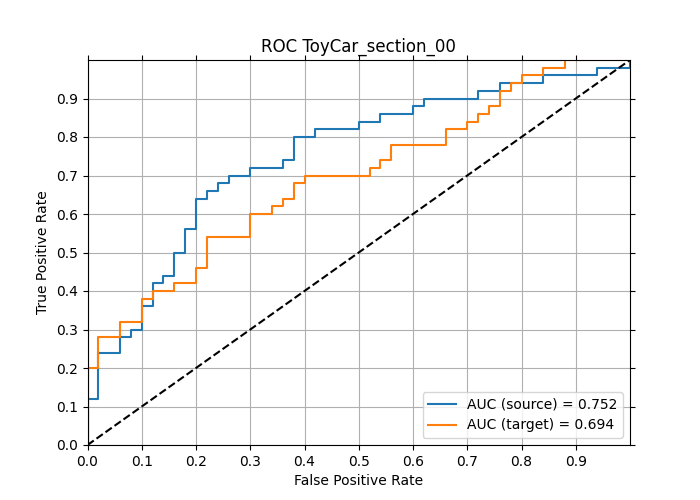 ROC ToyCar_section_00
0.9
0.8
0.7
0.6
0.5
0.4
0.3
0.2
0.1
0.0
True Positive Rate
AUC (source) = 0.752
AUC (target) = 0.694
0.0 0.1 0.2 0.3 0.4 0.5 0.6 0.7 0.8 0.9
False Positive Rate